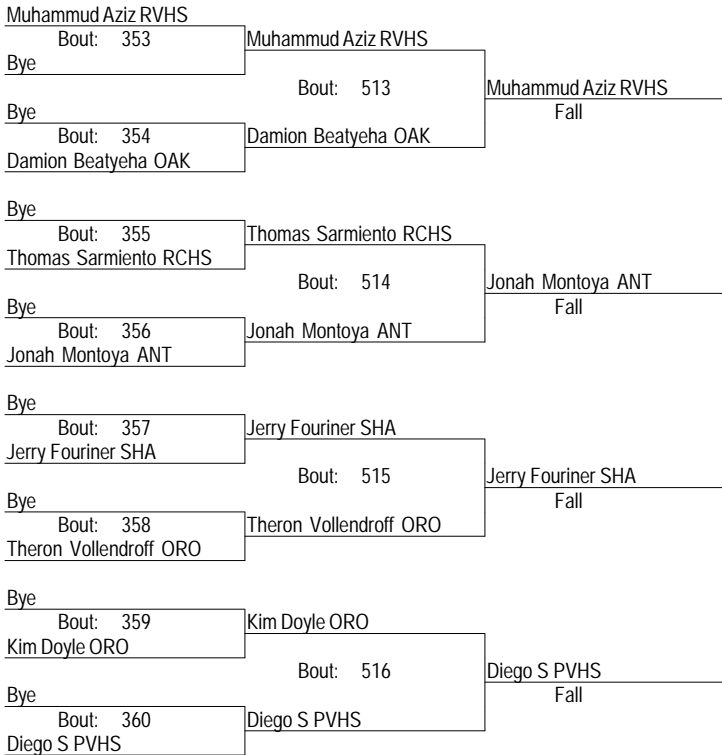 Muhammud Aziz RVHS
Bout: 353
Muhammud Aziz RVHS
Bye
Bout: 513
Muhammud Aziz RVHS
Bye
Fall
Bout: 354
Damion Beatyeha OAK
Damion Beatyeha OAK
Bye
Bout: 355
Thomas Sarmiento RCHS
Thomas Sarmiento RCHS
Bout: 514
Jonah Montoya ANT
Bye
Fall
Bout: 356
Jonah Montoya ANT
Jonah Montoya ANT
Bye
Bout: 357
Jerry Fouriner SHA
Jerry Fouriner SHA
Bout: 515
Jerry Fouriner SHA
Bye
Fall
Bout: 358
Theron Vollendroff ORO
Theron Vollendroff ORO
Bye
Bout: 359
Kim Doyle ORO
Kim Doyle ORO
Bout: 516
Diego S PVHS
Bye
Fall
Bout: 360
Diego S PVHS
Diego S PVHS